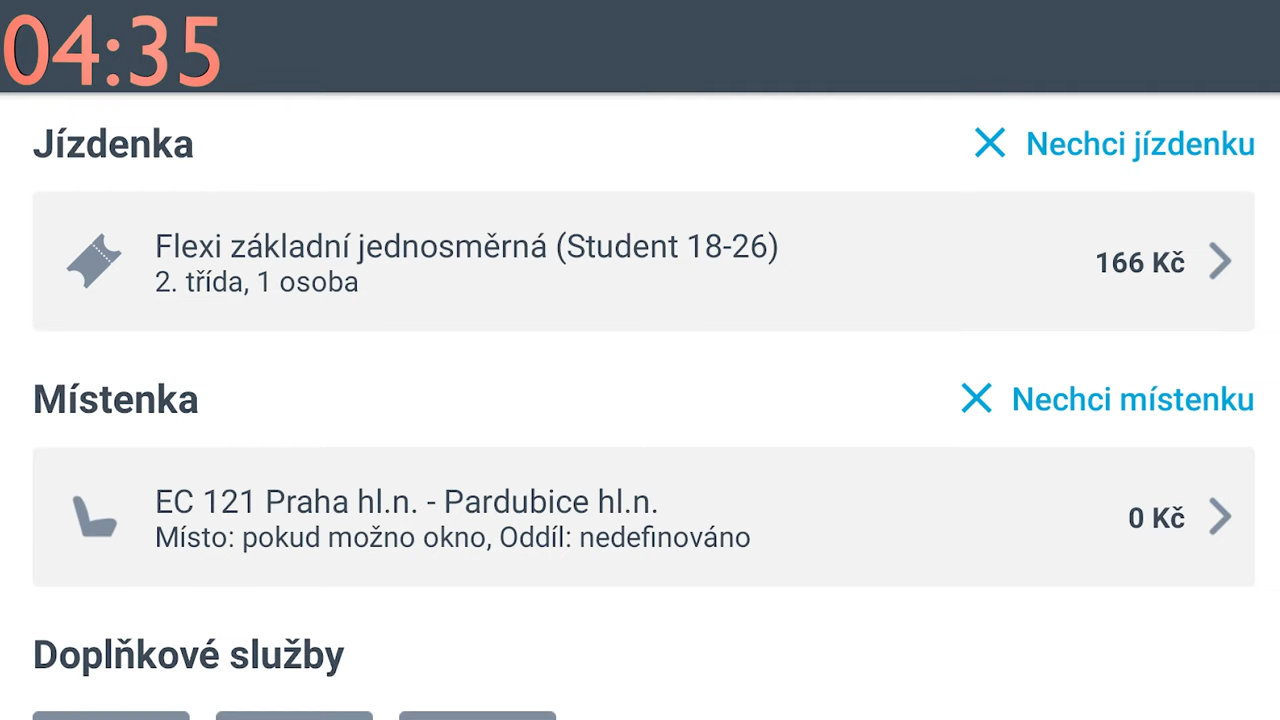 04:35
Jízdenka
Nechci jízdenku
Flexi základní jednosměrná (Student 18-26)
2. třída, 1 osoba
166 Kč
Místenka
Nechci místenku
EC 121 Praha hl.n. - Pardubice hl.n.
Místo: pokud možno okno, Oddíl: nedefinováno
0 Kč
Doplňkové služby